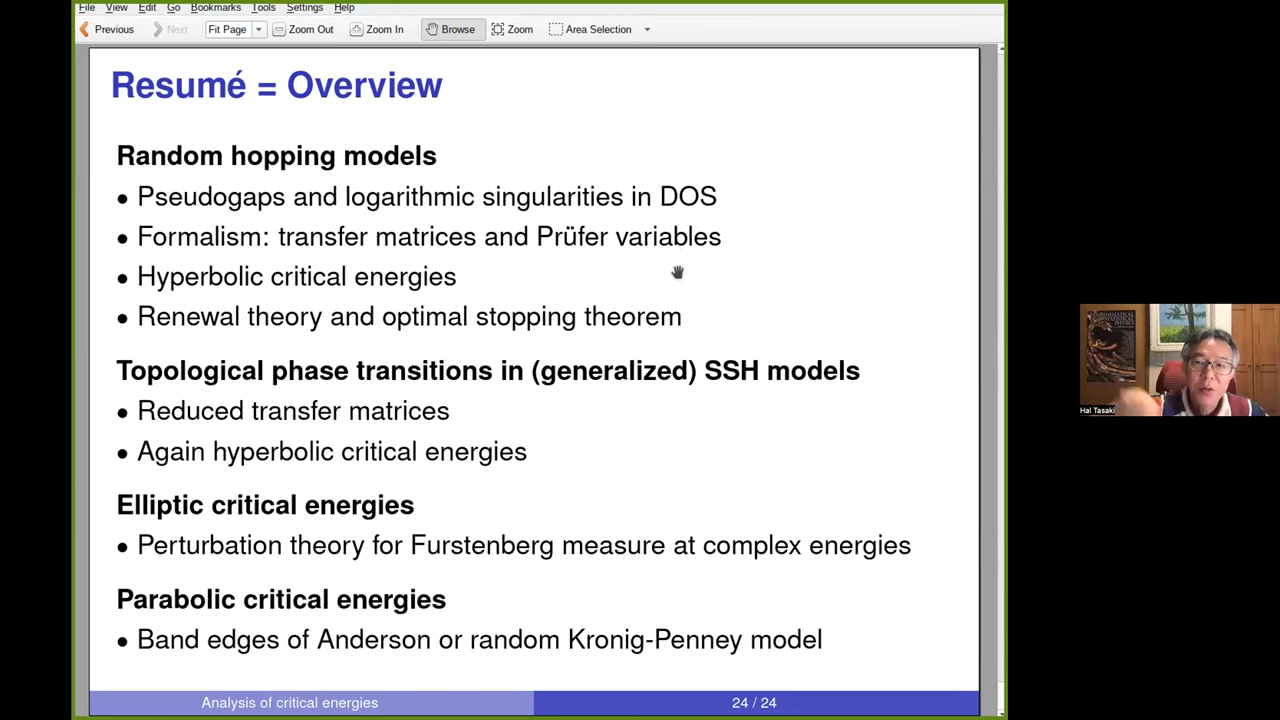 File View Edit Go Bookmarks Tools Settings Help
Previous Next Fit Page Zoom Out Zoom In Browse Zoom Area Selection
Resumé = Overview
Random hopping models
• Pseudogaps and logarithmic singularities in DOS
• Formalism: transfer matrices and Prüfer variables
• Hyperbolic critical energies
• Renewal theory and optimal stopping theorem
Topological phase transitions in (generalized) SSH models
• Reduced transfer matrices
• Again hyperbolic critical energies
Elliptic critical energies
• Perturbation theory for Furstenberg measure at complex energies
Parabolic critical energies
• Band edges of Anderson or random Kronig-Penney model
Analysis of critical energies 24 / 24
Hal Tasaki